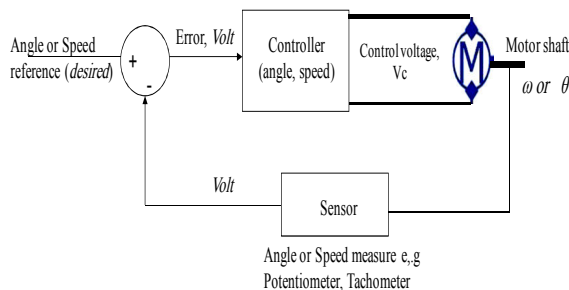 Angle or Speed
reference (desired)
+
-
Error, Volt
Controller
(angle, speed)
Control voltage,
Vc
M
Motor shaft
ω or θ
Volt
Sensor
Angle or Speed measure e,.g
Potentiometer, Tachometer